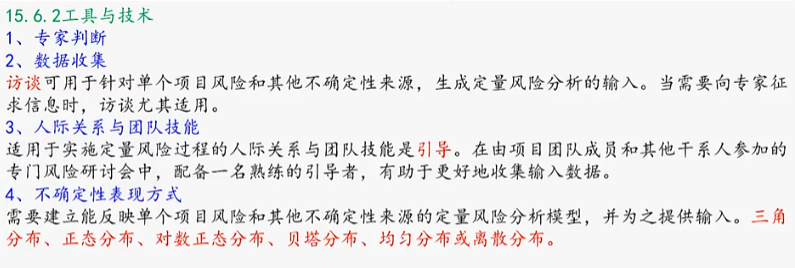 15.6.2工具与技术
1、专家判断
2、数据收集
访谈可用于针对单个项目风险和其他不确定性来源，生成定量风险分析的输入。当需要向专家征
求信息时，访谈尤其适用。
3、人际关系与团队技能
适用于实施定量风险过程的人际关系与团队技能是引导。在由项目团队成员和其他干系人参加的
专门风险研讨会中，配备一名熟练的引导者，有助于更好地收集输入数据。
4、不确定性表现方式
需要建立能反映单个项目风险和其他不确定性来源的定量风险分析模型，并为之提供输入。三角
分布、正态分布、对数正态分布、贝塔分布、均匀分布或离散分布。